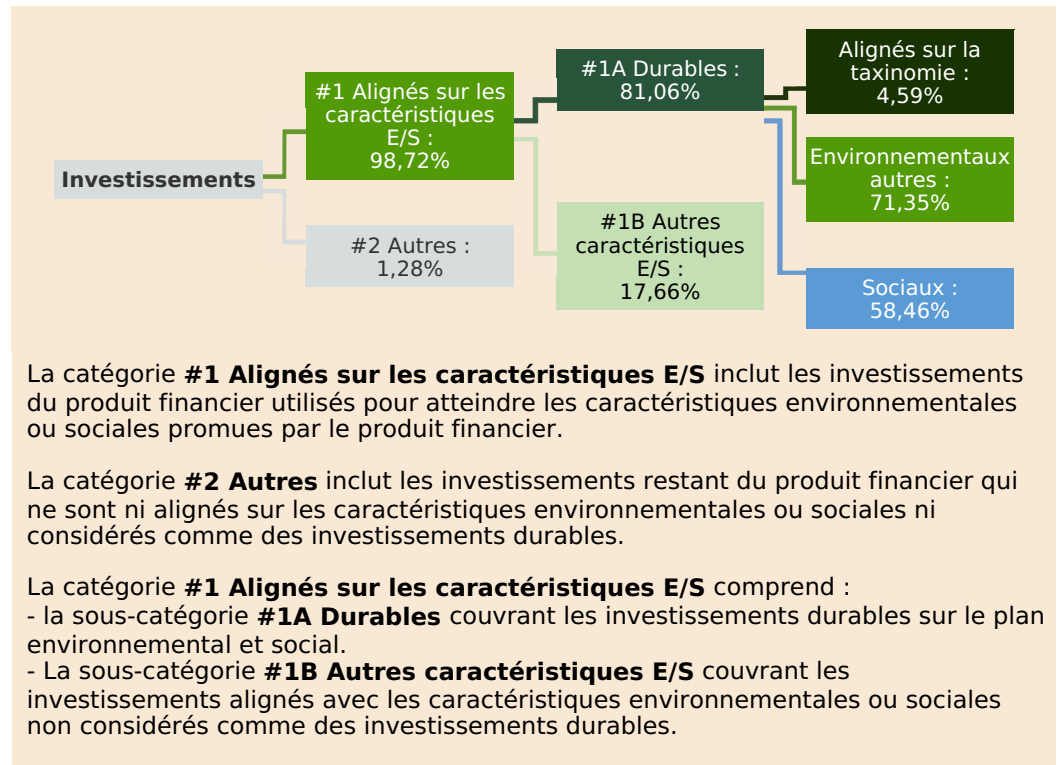 Investissements
#1 Alignés sur les
caractéristiques
E/S :
98,72%
#2 Autres :
1,28%
#1A Durables :
81,06%
#1B Autres
caractéristiques
E/S :
17,66%
Alignés sur la
taxinomie :
4,59%
Environnementaux
autres :
71,35%
Sociaux :
58,46%
La catégorie #1 Alignés sur les caractéristiques E/S inclut les investissements
du produit financier utilisés pour atteindre les caractéristiques environnementales
ou sociales promues par le produit financier.
La catégorie #2 Autres inclut les investissements restant du produit financier qui
ne sont ni alignés sur les caractéristiques environnementales ou sociales ni
considérés comme des investissements durables.
La catégorie #1 Alignés sur les caractéristiques E/S comprend :
- la sous-catégorie #1A Durables couvrant les investissements durables sur le plan
environnemental et social.
- La sous-catégorie #1B Autres caractéristiques E/S couvrant les
investissements alignés avec les caractéristiques environnementales ou sociales
non considérés comme des investissements durables.